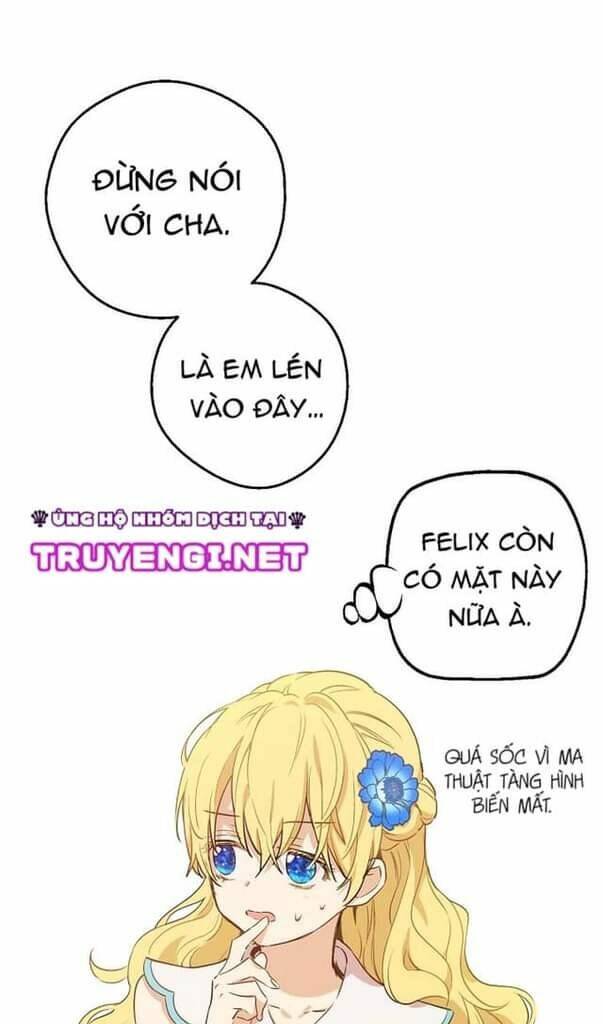 ĐỪNG NÓI
VỚI CHA.
LÀ EM LÉN
VÀO ĐÂY...
ỦNG HỘ NHÓM DỊCH TẠI
TRUYENGI.NET
FELIX CÒN
CÓ MẶT NÀY
NỮA À.
QUÁ SỐC VÌ MA
THUẬT TÀNG HÌNH
BIẾN MẤT.